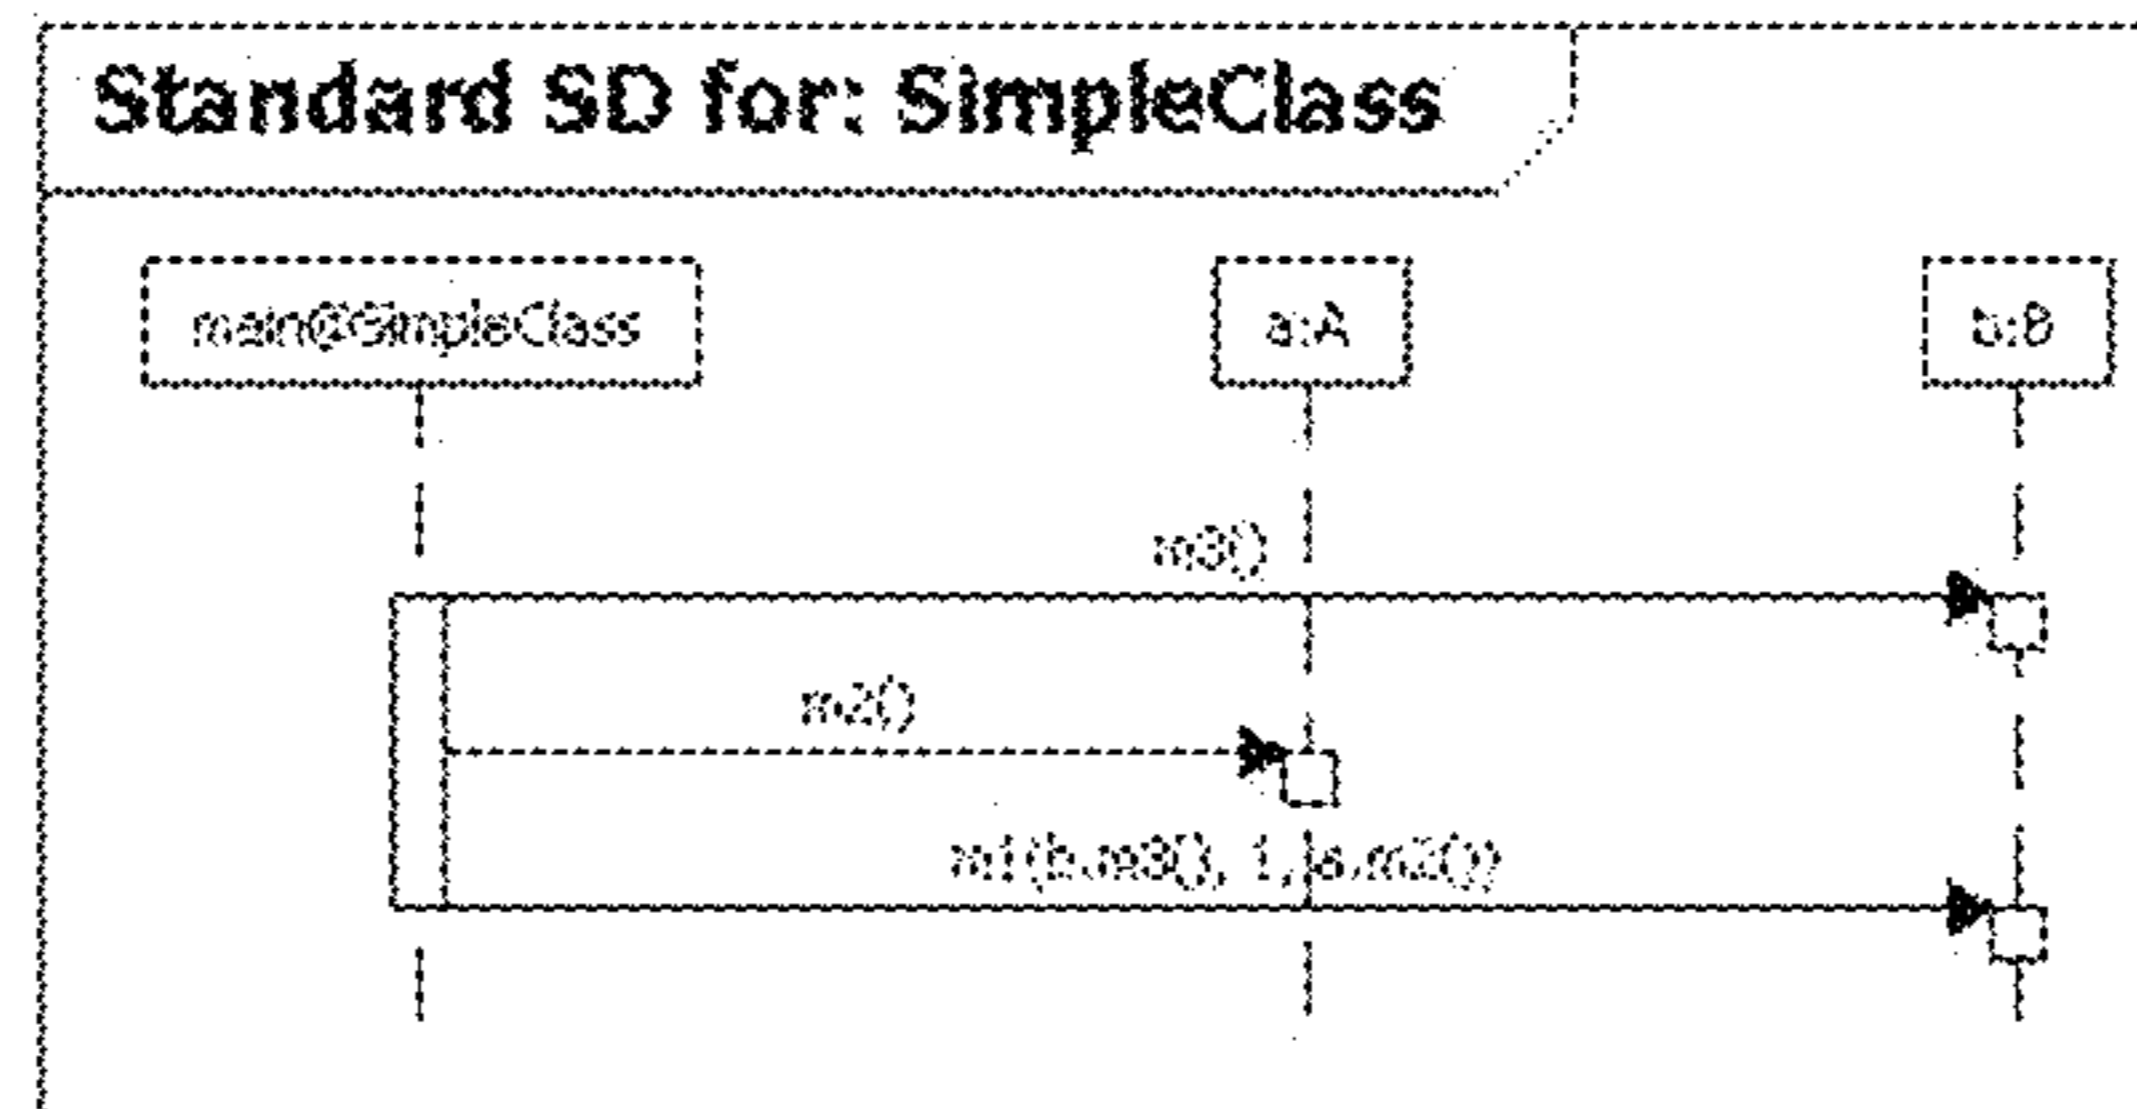 Standard SD for: SimpleClass
main@SimpleClass
a:A
b:B
m3()
m2()
m1(b.m3(), 1, a.m2())